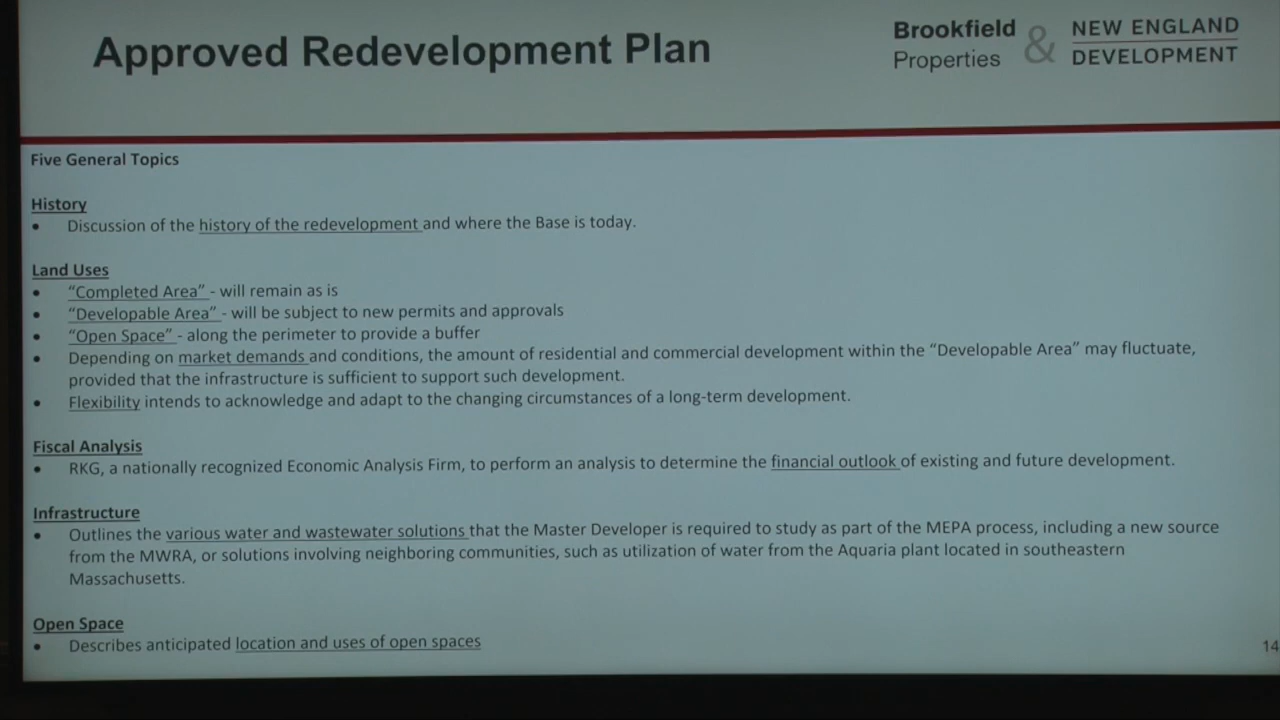 Approved Redevelopment Plan
Brookfield Properties & NEW ENGLAND DEVELOPMENT
Five General Topics
History
• Discussion of the history of the redevelopment and where the Base is today.
Land Uses
• “Completed Area” - will remain as is
• “Developable Area” - will be subject to new permits and approvals
• “Open Space” - along the perimeter to provide a buffer
• Depending on market demands and conditions, the amount of residential and commercial development within the “Developable Area” may fluctuate,
provided that the infrastructure is sufficient to support such development.
• Flexibility intends to acknowledge and adapt to the changing circumstances of a long-term development.
Fiscal Analysis
• RKG, a nationally recognized Economic Analysis Firm, to perform an analysis to determine the financial outlook of existing and future development.
Infrastructure
• Outlines the various water and wastewater solutions that the Master Developer is required to study as part of the MEPA process, including a new source
from the MWRA, or solutions involving neighboring communities, such as utilization of water from the Aquaria plant located in southeastern
Massachusetts.
Open Space
• Describes anticipated location and uses of open spaces
14